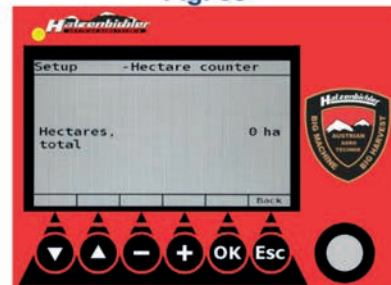 Hatzenbichler
Setup -Hectare counter
Hectares, 0 ha
total
Back
OK Esc
Hatzenbichler
AUSTRIAN
AGRO
TECHNIK
BIG MACHINE
BIG HARVEST